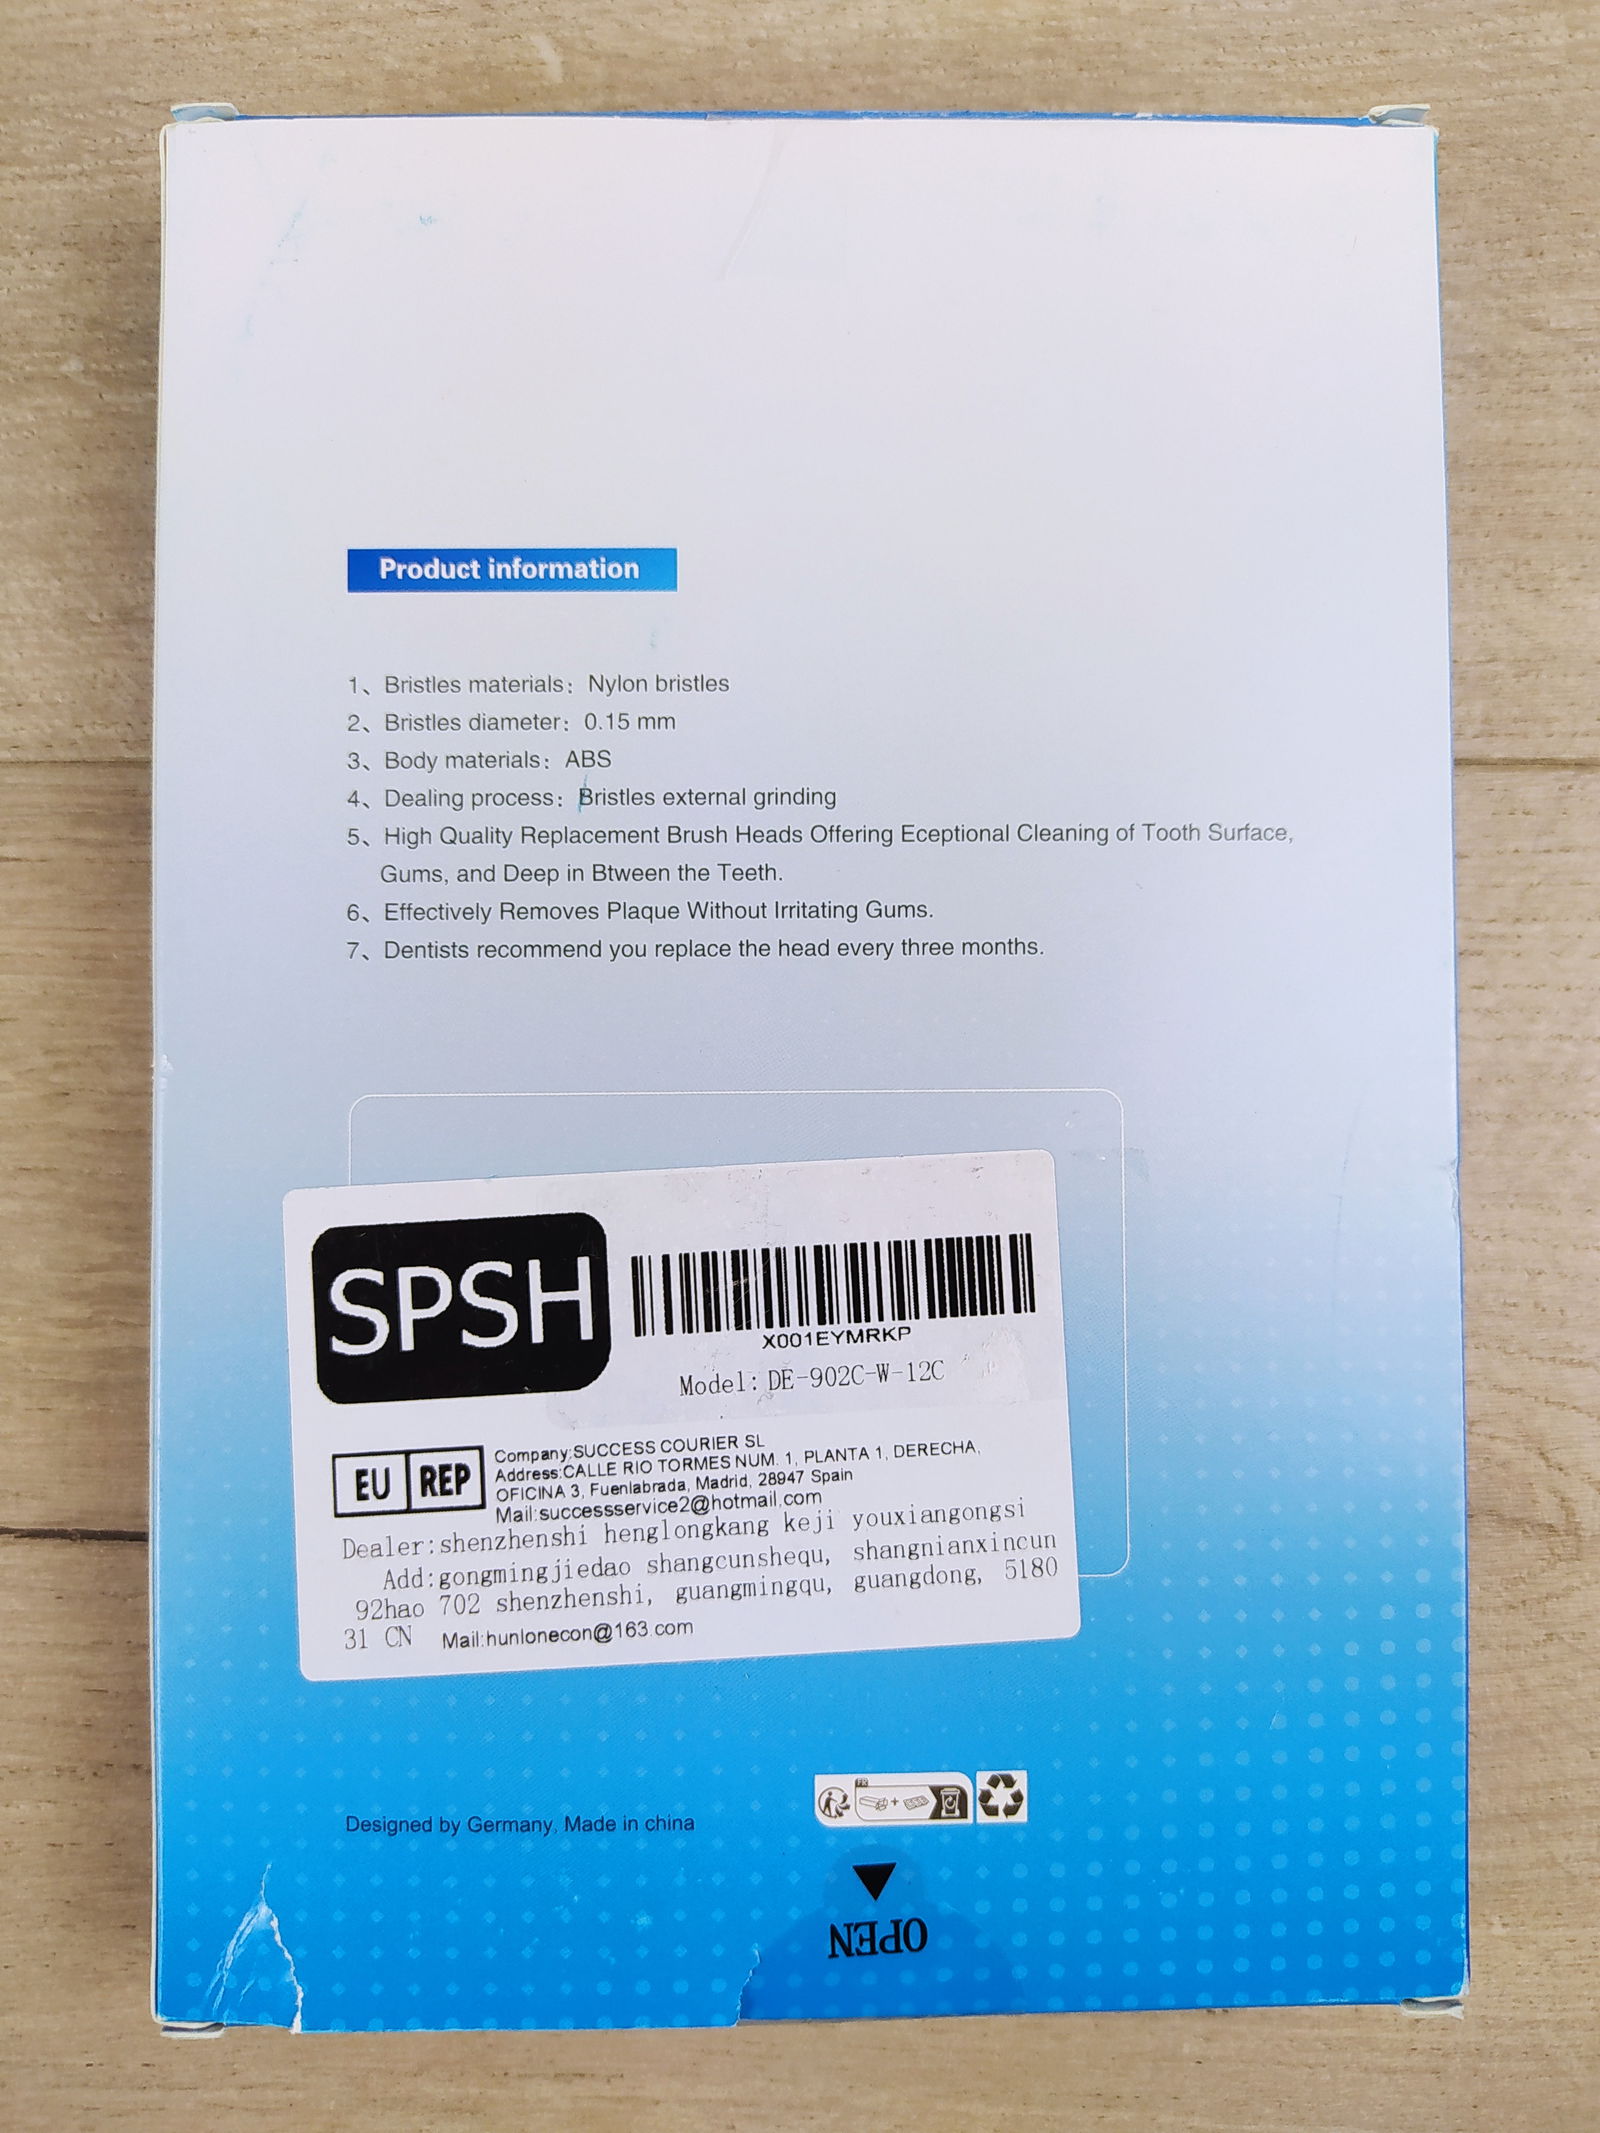 Product information
1、Bristles materials：Nylon bristles
2、Bristles diameter：0.15 mm
3、Body materials：ABS
4、Dealing process：Bristles external grinding
5、High Quality Replacement Brush Heads Offering Eceptional Cleaning of Tooth Surface,
Gums, and Deep in Btween the Teeth.
6、Effectively Removes Plaque Without Irritating Gums.
7、Dentists recommend you replace the head every three months.
SPSH
X001EYMRKP
Model: DE-902C-W-12C
EU REP
Company:SUCCESS COURIER SL
Address:CALLE RIO TORMES NUM. 1, PLANTA 1, DERECHA,
OFICINA 3, Fuenlabrada, Madrid, 28947 Spain
Mail:successservice2@hotmail.com
Dealer:shenzhenshi henglongkang keji youxiangongsi
Add:gongmingjiedao shangcunshequ, shangnianxincun
92hao 702 shenzhenshi, guangmingqu, guangdong, 5180
31 CN Mail:hunlonecon@163.com
FR
Designed by Germany, Made in china
OPEN